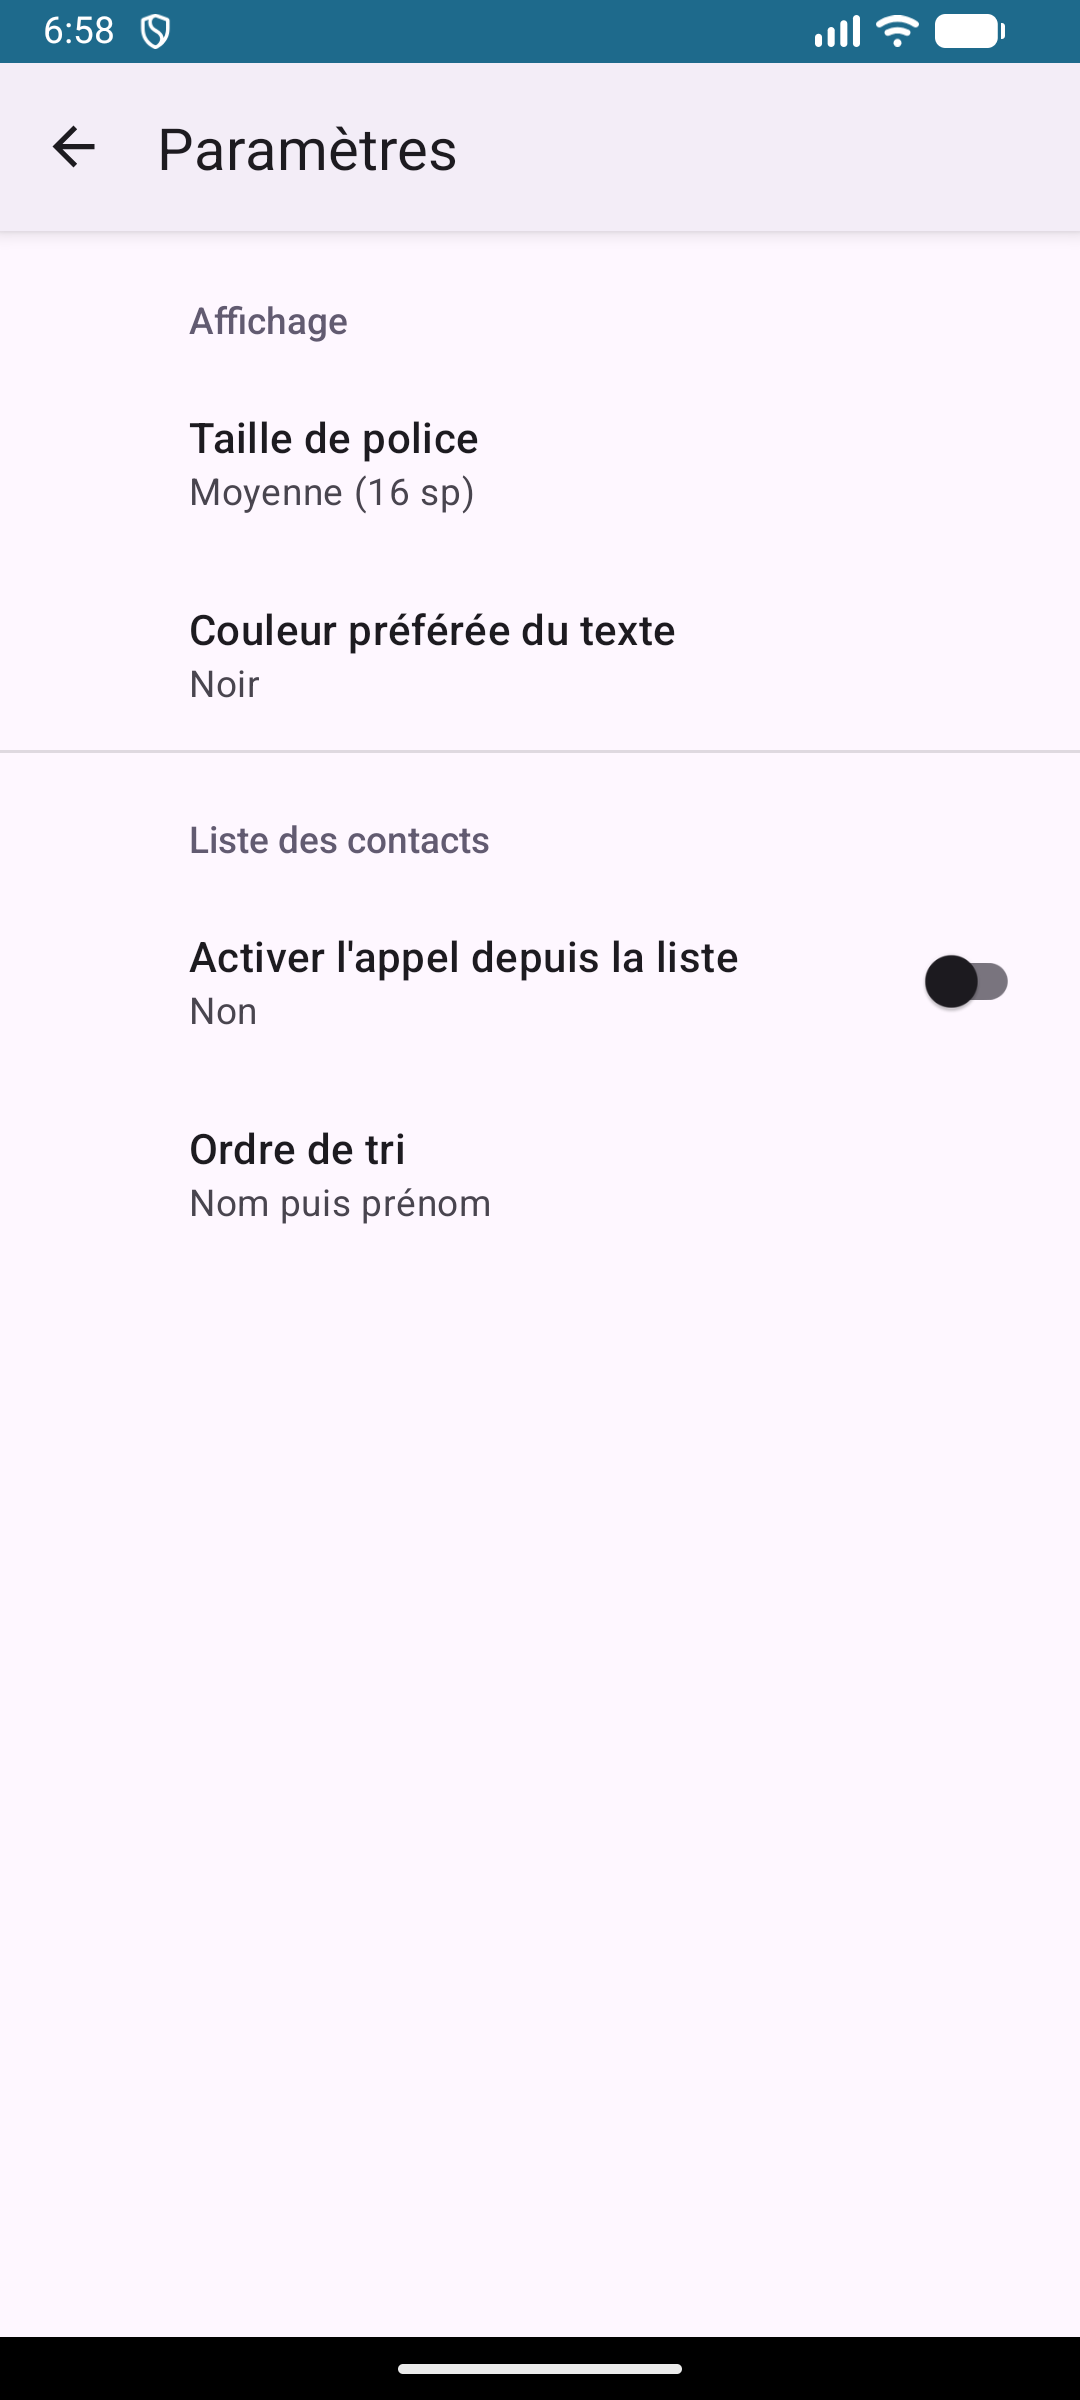 6:58
Paramètres
Affichage
Taille de police
Moyenne (16 sp)
Couleur préférée du texte
Noir
Liste des contacts
Activer l'appel depuis la liste
Non
Ordre de tri
Nom puis prénom